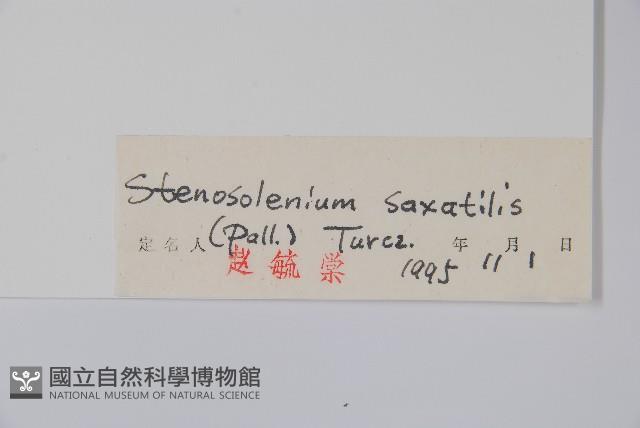 Stenosolenium saxatilis
(Pall.) Turcz.
定名人 年 月 日
赵毓棠 1995 11 1
國立自然科學博物館
NATIONAL MUSEUM OF NATURAL SCIENCE